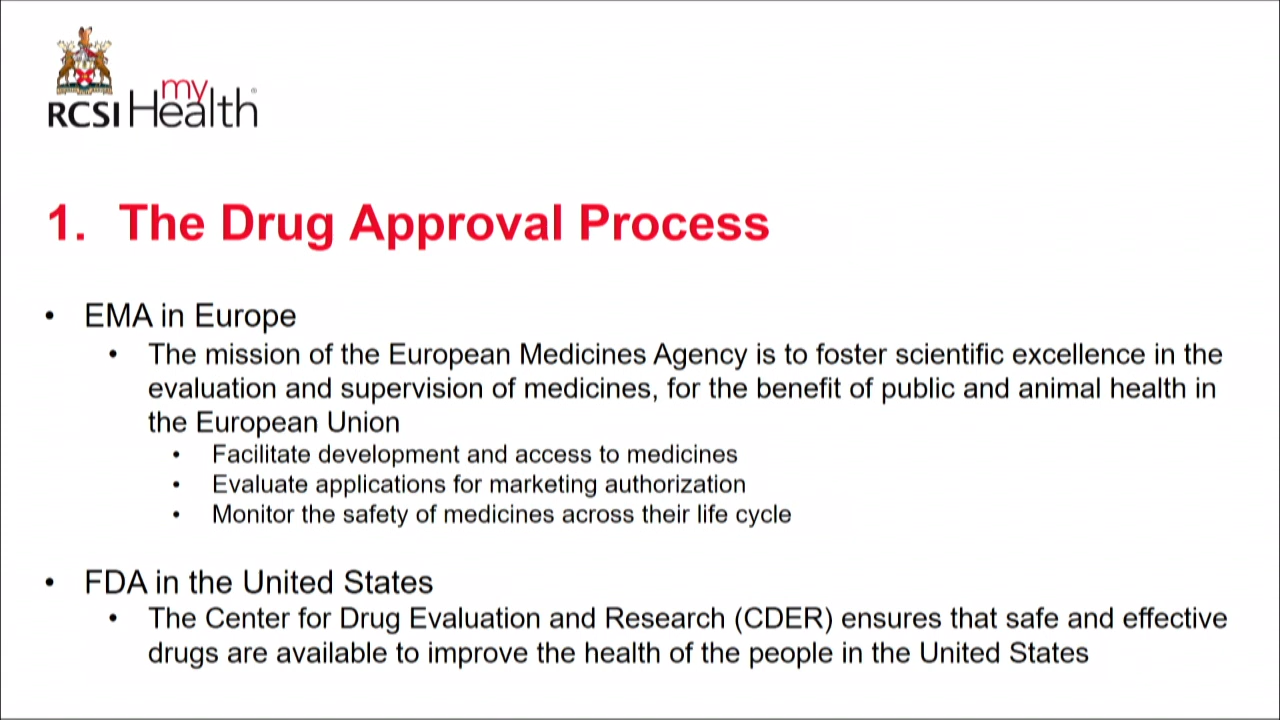 my
RCSI Health
1. The Drug Approval Process
• EMA in Europe
• The mission of the European Medicines Agency is to foster scientific excellence in the
evaluation and supervision of medicines, for the benefit of public and animal health in
the European Union
• Facilitate development and access to medicines
• Evaluate applications for marketing authorization
• Monitor the safety of medicines across their life cycle
• FDA in the United States
• The Center for Drug Evaluation and Research (CDER) ensures that safe and effective
drugs are available to improve the health of the people in the United States